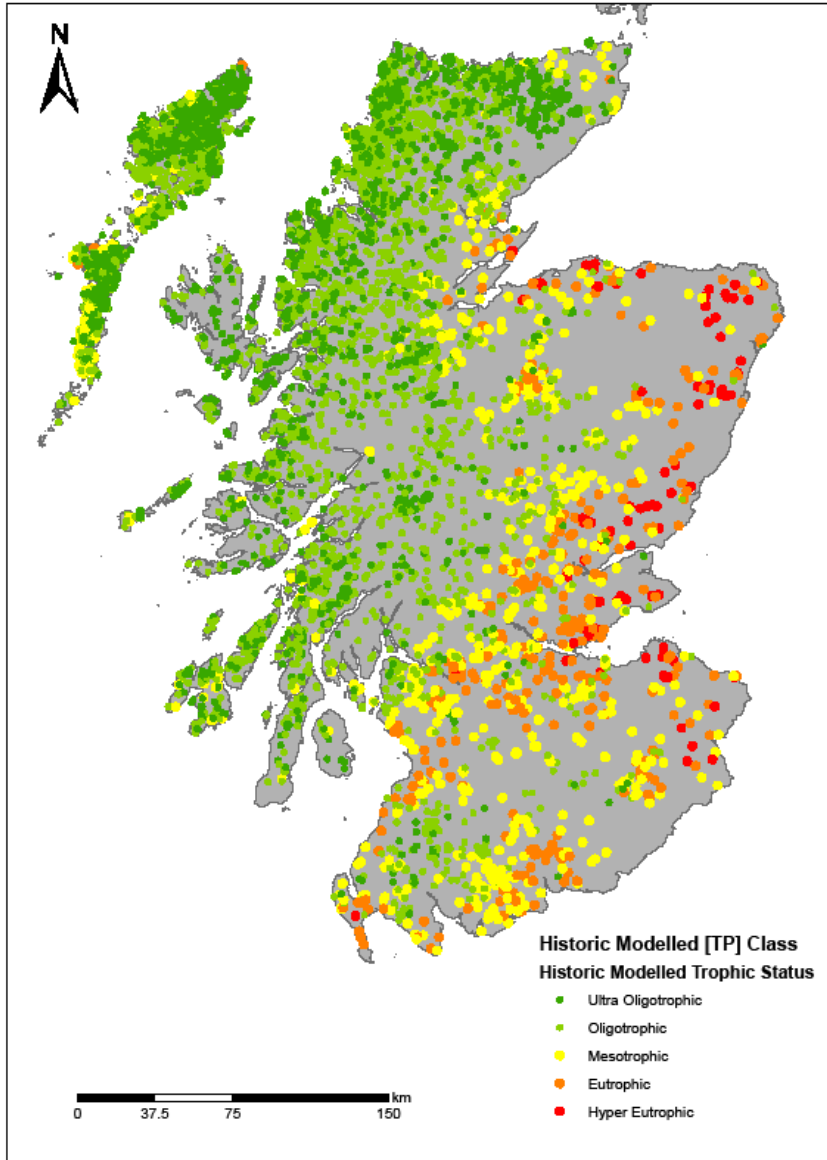 N
Historic Modelled [TP] Class
Historic Modelled Trophic Status
Ultra Oligotrophic
Oligotrophic
Mesotrophic
Eutrophic
Hyper Eutrophic
km
0 37.5 75 150